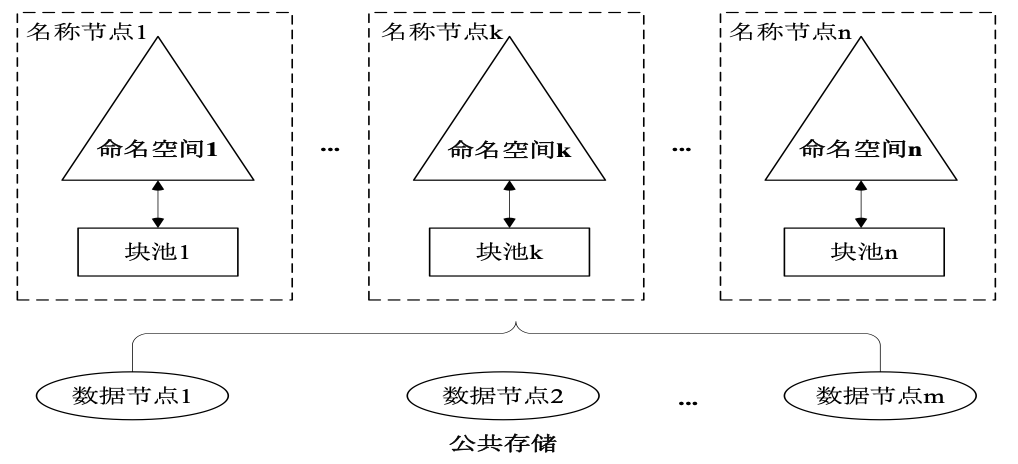 名称节点1
名称节点k
名称节点n
命名空间1
...
命名空间k
...
命名空间n
块池1
块池k
块池n
数据节点1
数据节点2
...
数据节点m
公共存储